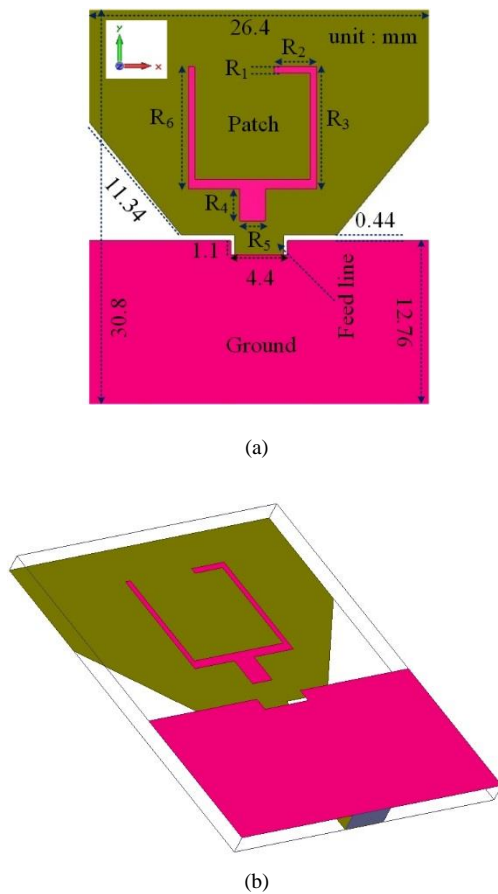 (a)
26.4
unit : mm
y
z
x
R2
R1
R6
R3
Patch
R4
11.34
R5
0.44
1.1
4.4
Feed line
30.8
12.76
Ground
(b)